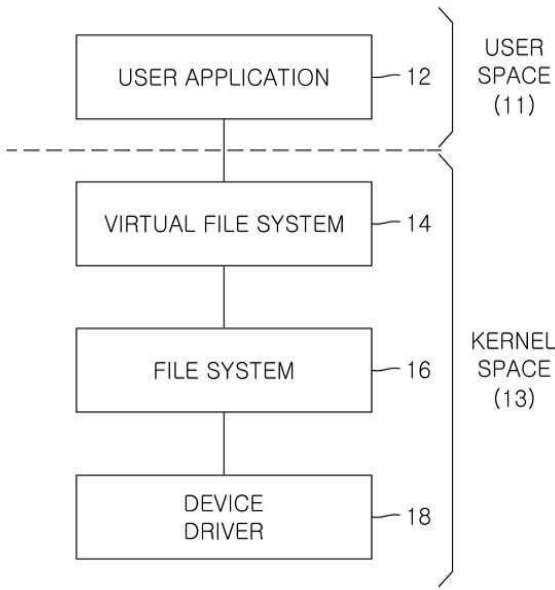 USER APPLICATION
12
USER
SPACE
(11)
VIRTUAL FILE SYSTEM
14
FILE SYSTEM
16
KERNEL
SPACE
(13)
DEVICE
DRIVER
18